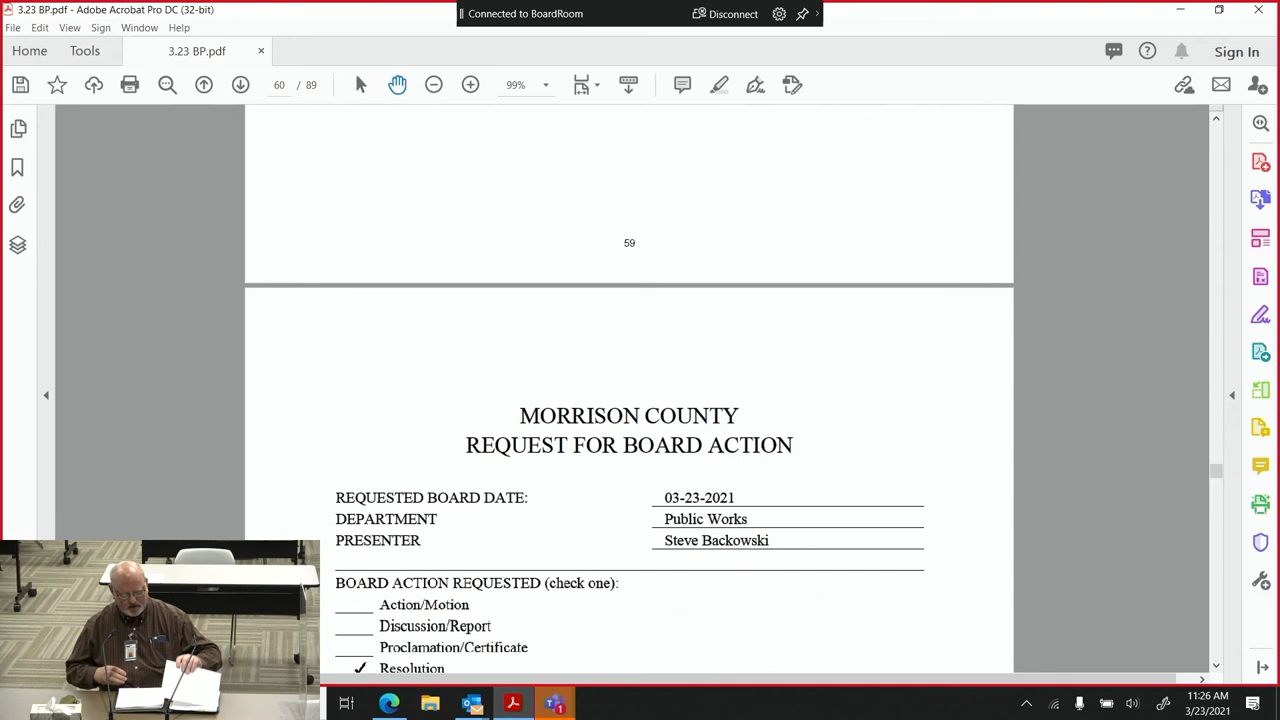 3.23 BP.pdf - Adobe Acrobat Pro DC (32-bit)
Connected to BoardRoom
Disconnect
File Edit View Sign Window Help
Home Tools 3.23 BP.pdf × Sign In
60 / 89 99%
59
MORRISON COUNTY
REQUEST FOR BOARD ACTION
REQUESTED BOARD DATE: 03-23-2021
DEPARTMENT Public Works
PRESENTER Steve Backowski
BOARD ACTION REQUESTED (check one):
Action/Motion
Discussion/Report
Proclamation/Certificate
✓ Resolution
11:26 AM
3/23/2021